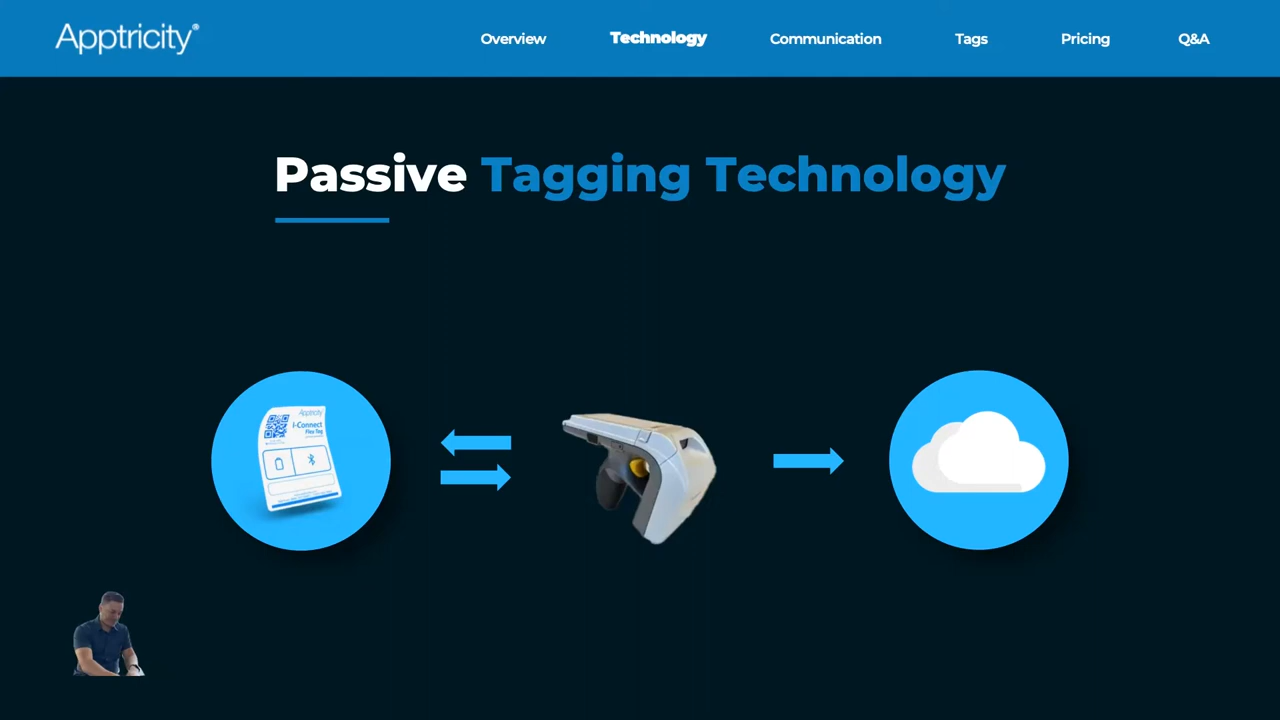 Apptricity®
Overview
Technology
Communication
Tags
Pricing
Q&A
Passive Tagging Technology
Apptricity
I-Connect
Flex Tag